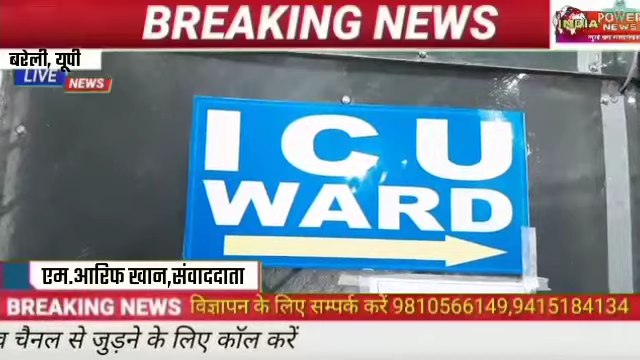 BREAKING NEWS
INDIA POWER NEWS
बरेली, यूपी
LIVE NEWS
ICU
WARD
एम.आरिफ खान,संवाददाता
BREAKING NEWS विज्ञापन के लिए सम्पर्क करें 9810566149,9415184134
चैनल से जुड़ने के लिए कॉल करें